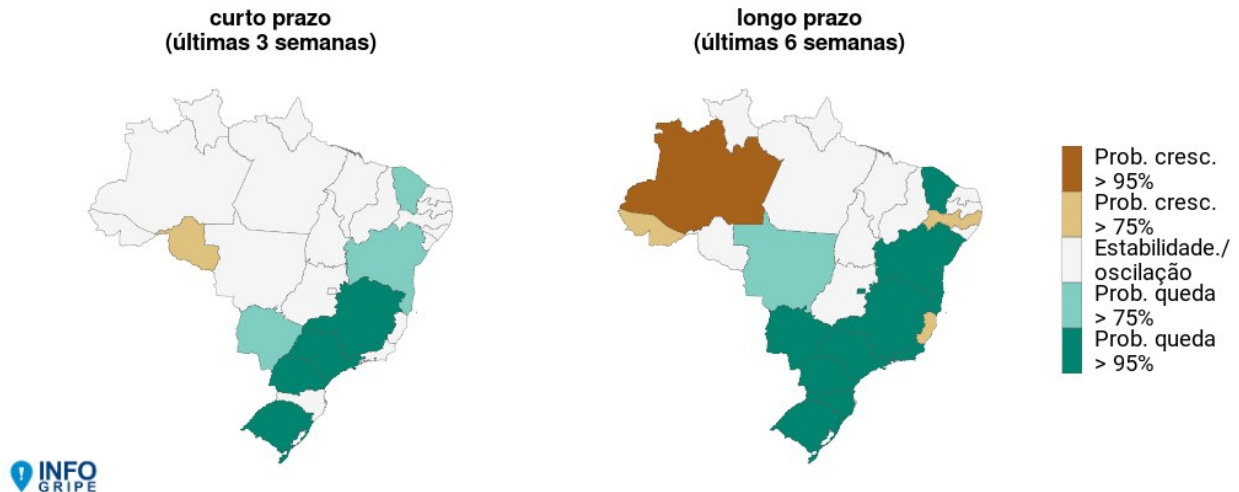 curto prazo
(últimas 3 semanas)
longo prazo
(últimas 6 semanas)
Prob. cresc.
> 95%
Prob. cresc.
> 75%
Estabilidade./
oscilação
Prob. queda
> 75%
Prob. queda
> 95%
INFO
GRIPE